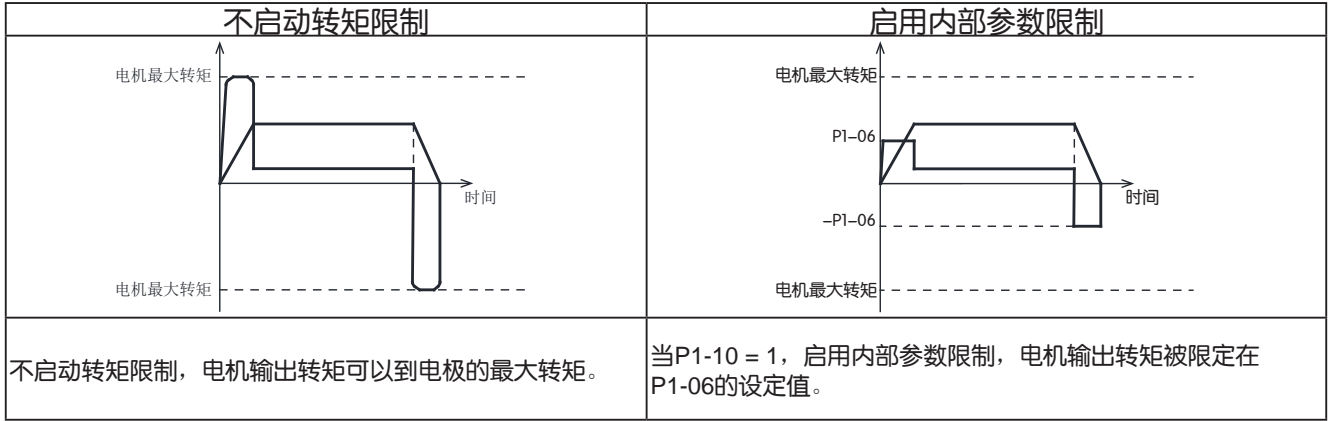 不启动转矩限制
启用内部参数限制
电机最大转矩
时间
电机最大转矩
电机最大转矩
P1–06
时间
–P1–06
电机最大转矩
不启动转矩限制，电机输出转矩可以到电极的最大转矩。
当P1-10 = 1，启用内部参数限制，电机输出转矩被限定在
P1-06的设定值。